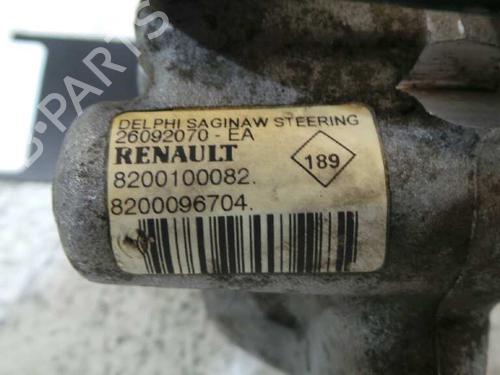 B-PARTS
DELPHI SAGINAW STEERING
26092070 - EA
RENAULT
189
8200100082.
8200096704.